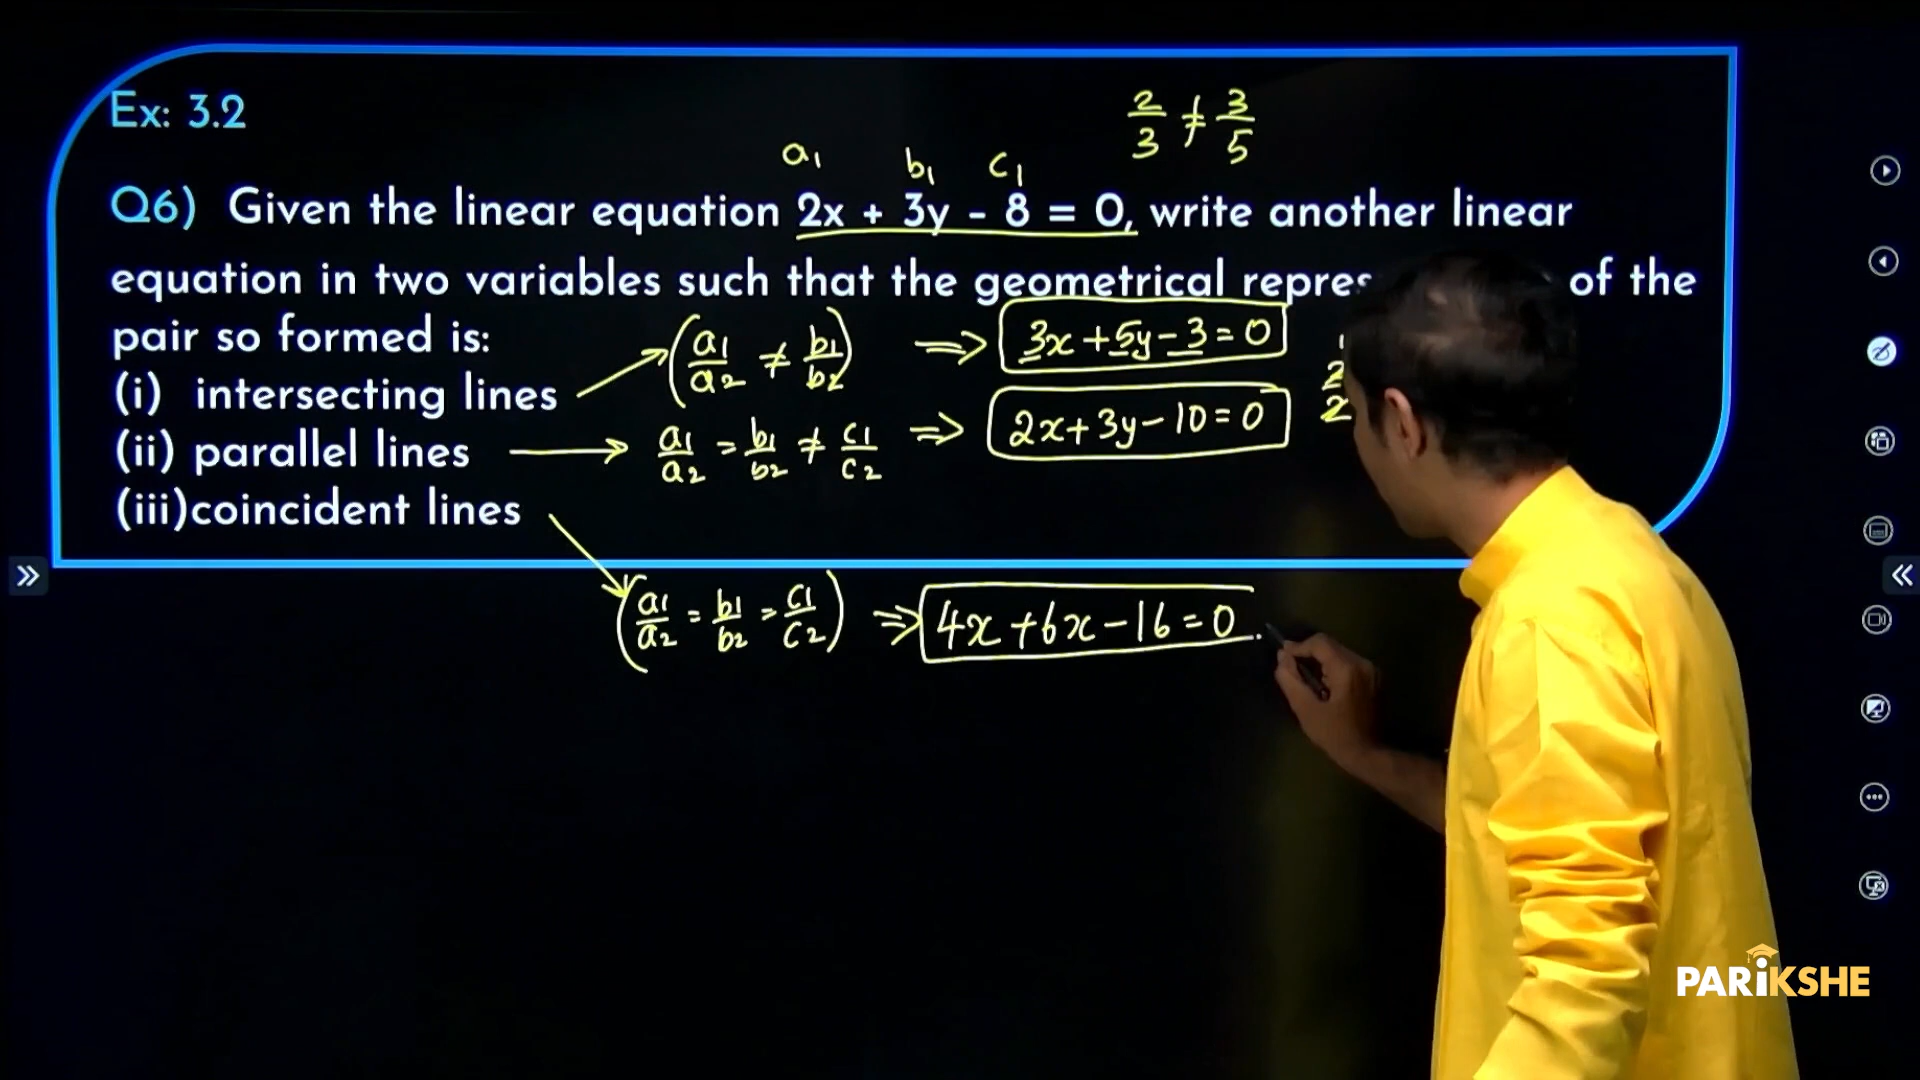 Ex: 3.2
2/3 ≠ 3/5
a₁ b₁ c₁
Q6) Given the linear equation 2x + 3y - 8 = 0, write another linear
equation in two variables such that the geometrical repres of the
pair so formed is:
(a₁/a₂ ≠ b₁/b₂) ⇒ 3x + 5y - 3 = 0
(i) intersecting lines
(ii) parallel lines → a₁/a₂ = b₁/b₂ ≠ c₁/c₂ ⇒ 2x + 3y - 10 = 0
(iii)coincident lines
(a₁/a₂ = b₁/b₂ = c₁/c₂) ⇒ 4x + 6x - 16 = 0
PARIKSHE